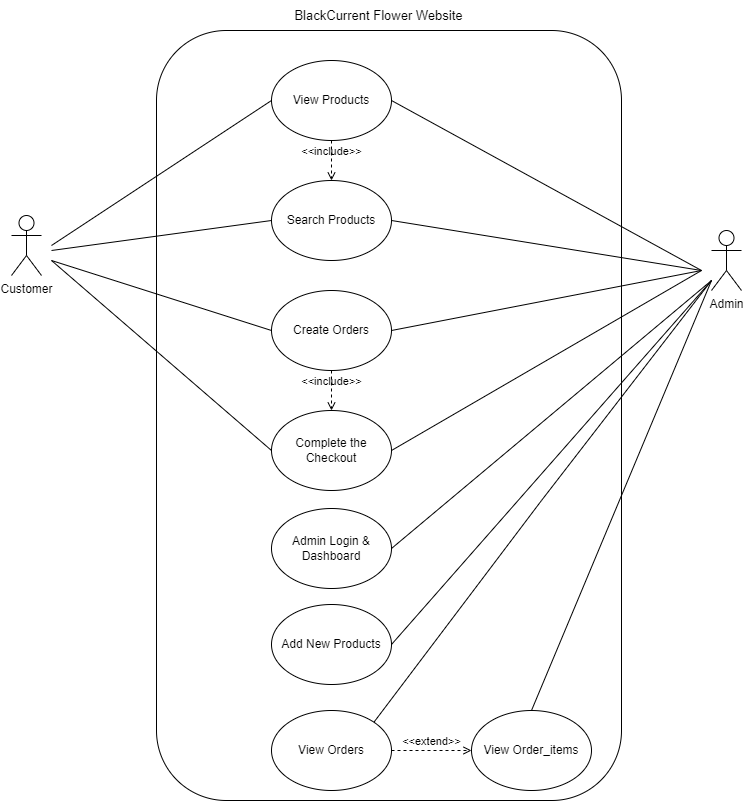 BlackCurrent Flower Website
View Products
<<include>>
Search Products
Customer
Admin
Create Orders
<<include>>
Complete the
Checkout
Admin Login &
Dashboard
Add New Products
View Orders
<<extend>>
View Order_items